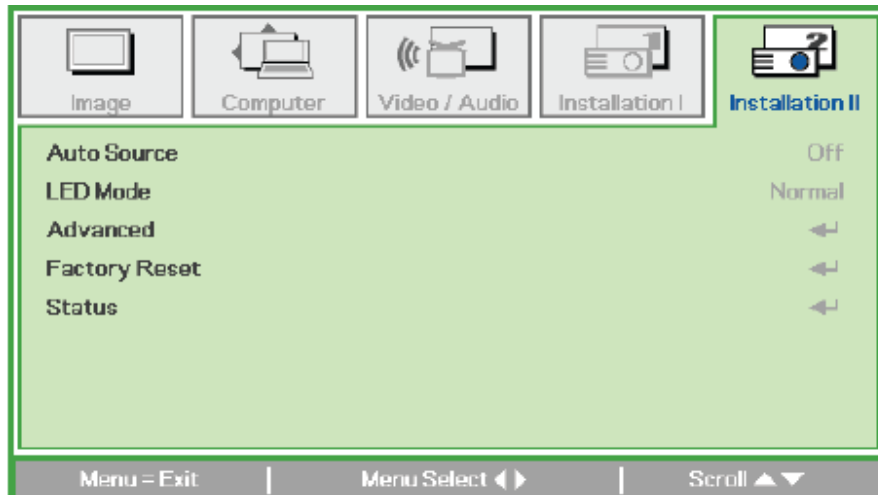 Image
Computer
Video / Audio
Installation I
2
Installation II
Auto Source Off
LED Mode Normal
Advanced
Factory Reset
Status
Menu = Exit | Menu Select ◀ ▶ | Scroll ▲ ▼